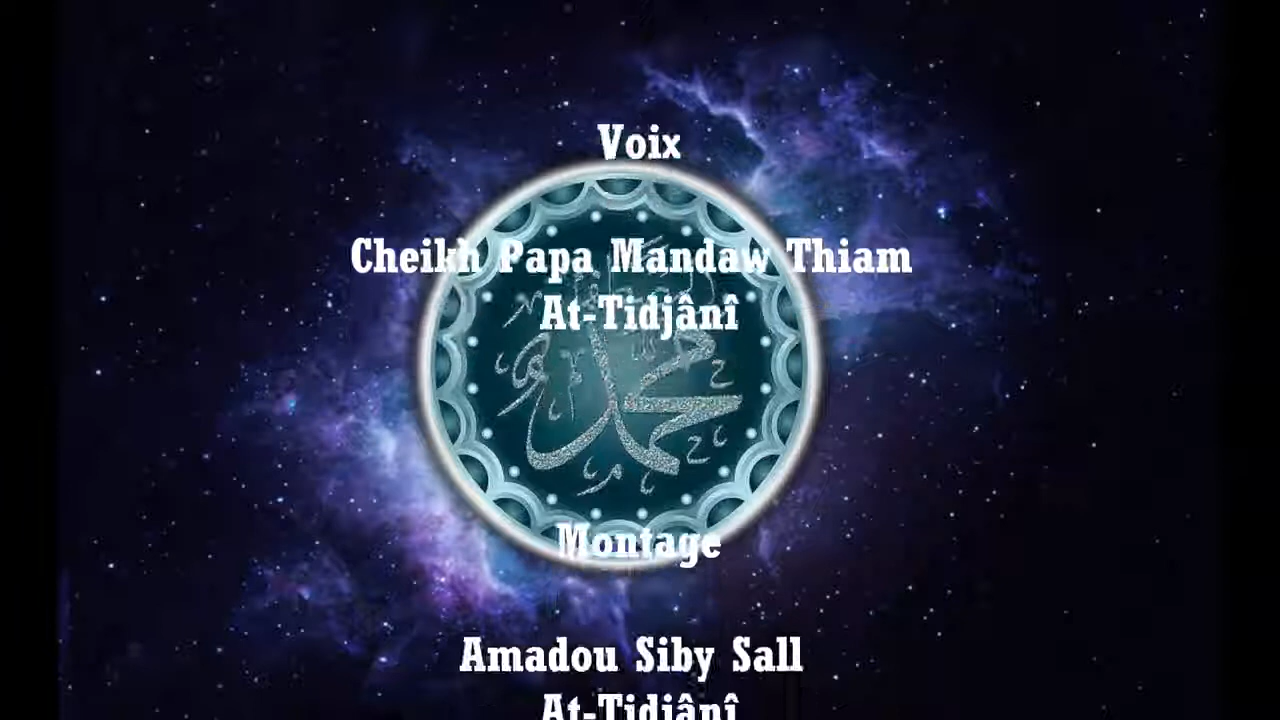 Voix
Cheikh Papa Mandaw Thiam
At-Tidjânî
محمد
Montage
Amadou Siby Sall
At-Tidjânî